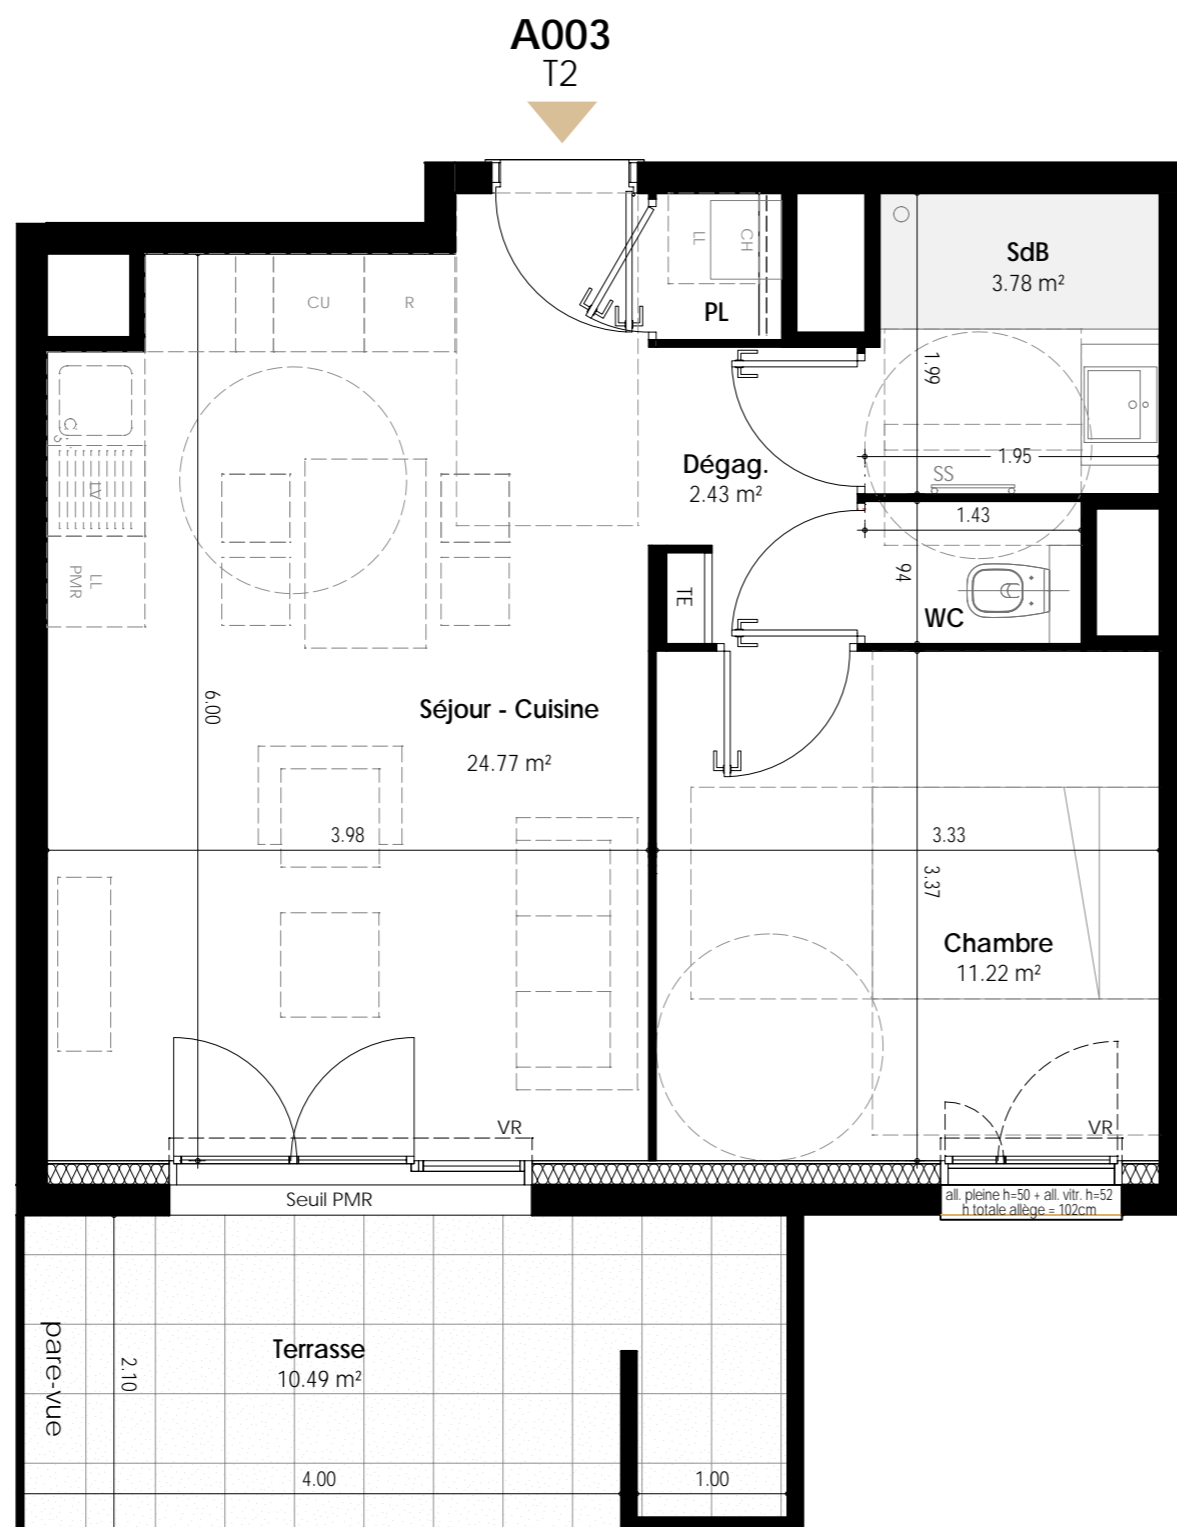 A003
T2
SdB
3.78 m²
LL
CH
PL
CU
R
1.99
1.95
SS
Dégag.
2.43 m²
1.43
LV
LL
PMR
TE
94
WC
6.00
Séjour - Cuisine
24.77 m²
3.98
3.33
3.37
Chambre
11.22 m²
VR
VR
Seuil PMR
all. pleine h=50 + all. vitr. h=52
h totale allège = 102cm
pare-vue
Terrasse
10.49 m²
2.10
4.00
1.00